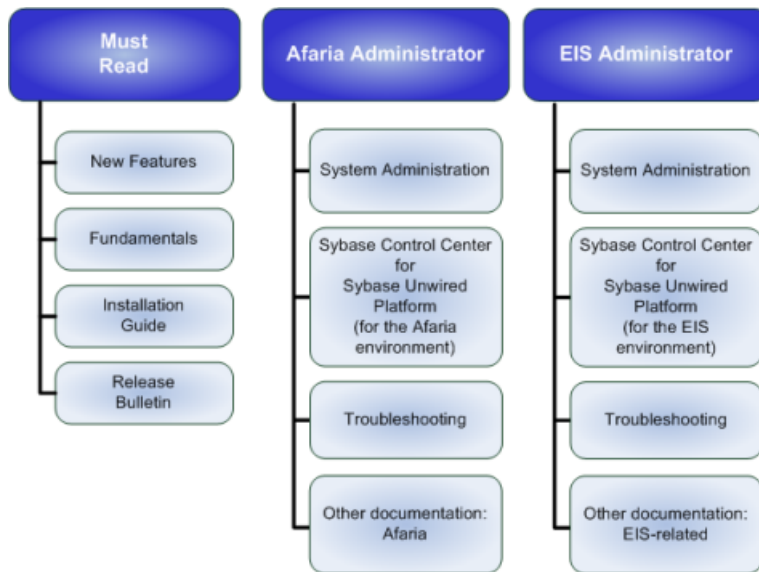 Must
Read
New Features
Fundamentals
Installation
Guide
Release
Bulletin
Afaria Administrator
System Administration
Sybase Control Center
for
Sybase Unwired
Platform
(for the Afaria
environment)
Troubleshooting
Other documentation:
Afaria
EIS Administrator
System Administration
Sybase Control Center
for
Sybase Unwired
Platform
(for the EIS
environment)
Troubleshooting
Other documentation:
EIS-related